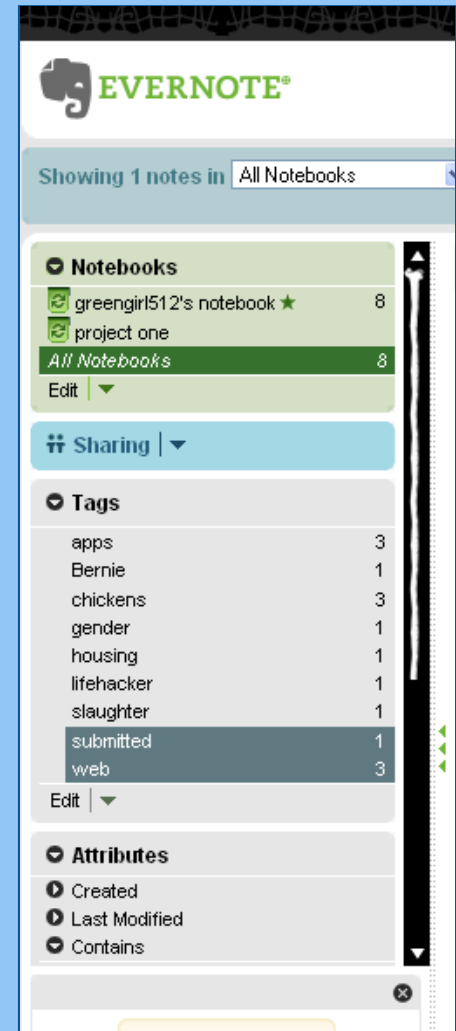 EVERNOTE®
Showing 1 notes in All Notebooks
Notebooks
greengirl512's notebook ★ 8
project one
All Notebooks 8
Edit
Sharing
Tags
apps 3
Bernie 1
chickens 3
gender 1
housing 1
lifehacker 1
slaughter 1
submitted 1
web 3
Edit
Attributes
Created
Last Modified
Contains